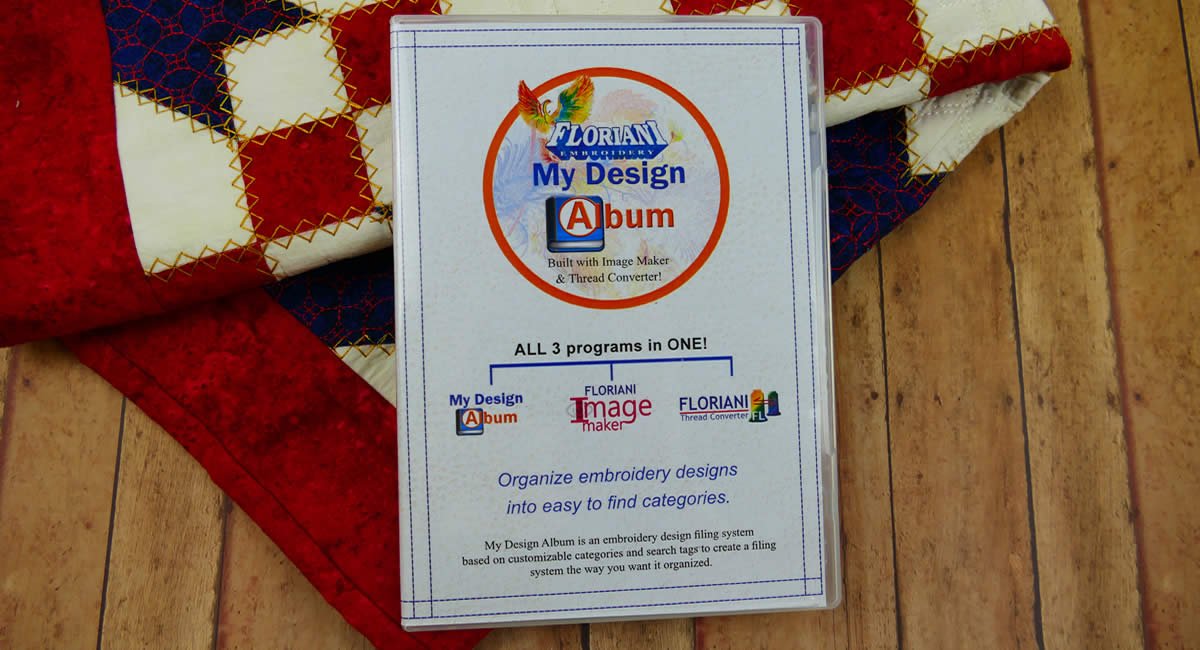 FLORIANI
EMBROIDERY
My Design
Album
Built with Image Maker
& Thread Converter!
ALL 3 programs in ONE!
My Design
Album
FLORIANI
Image
maker
FLORIANI
Thread Converter
FL
Organize embroidery designs
into easy to find categories.
My Design Album is an embroidery design filing system
based on customizable categories and search tags to create a filing
system the way you want it organized.